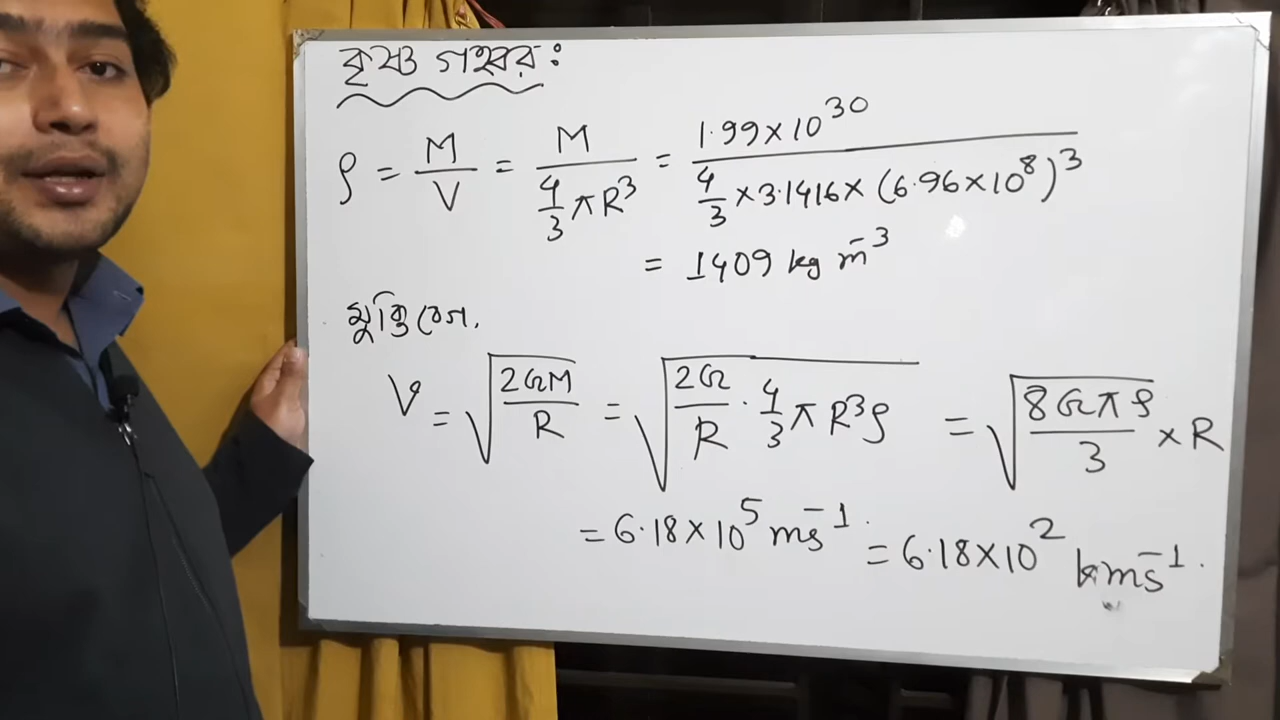 কৃষ্ণ গহ্বর :
ρ = M/V = M/(4/3 πR³) = 1.99×10³⁰/(4/3 ×3.1416× (6.96×10⁸)³)
= 1409 kg m⁻³
মুক্তি বেগ,
V = √(2GM/R) = √(2G/R · 4/3 π R³ρ) = √(8Gπρ/3) × R
= 6.18×10⁵ ms⁻¹ = 6.18×10² kms⁻¹.